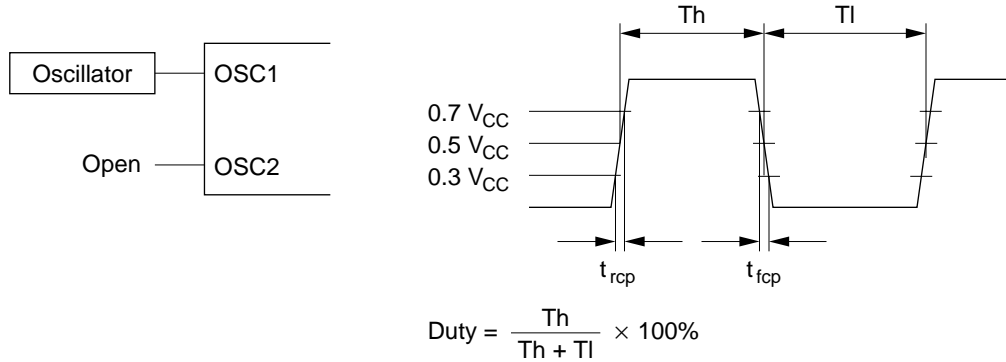 Oscillator
OSC1
Open
OSC2
Th
Tl
0.7 VCC
0.5 VCC
0.3 VCC
trcp
tfcp
Duty = Th / Th + Tl × 100%